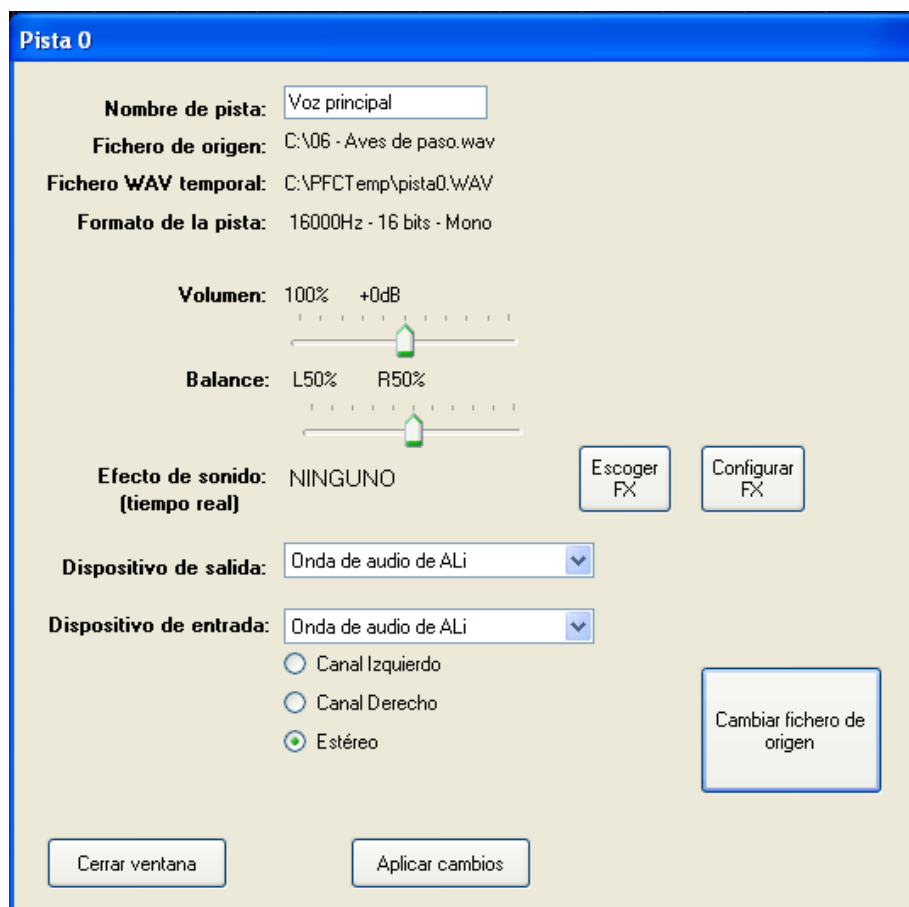 Pista 0
Nombre de pista: Voz principal
Fichero de origen: C:\06 - Aves de paso.wav
Fichero WAV temporal: C:\PFCTemp\pista0.WAV
Formato de la pista: 16000Hz - 16 bits - Mono
Volumen: 100% +0dB
Balance: L50% R50%
Efecto de sonido: NINGUNO
(tiempo real)
Escoger
FX
Configurar
FX
Dispositivo de salida: Onda de audio de ALi
Dispositivo de entrada: Onda de audio de ALi
Canal Izquierdo
Canal Derecho
Estéreo
Cambiar fichero de
origen
Cerrar ventana
Aplicar cambios